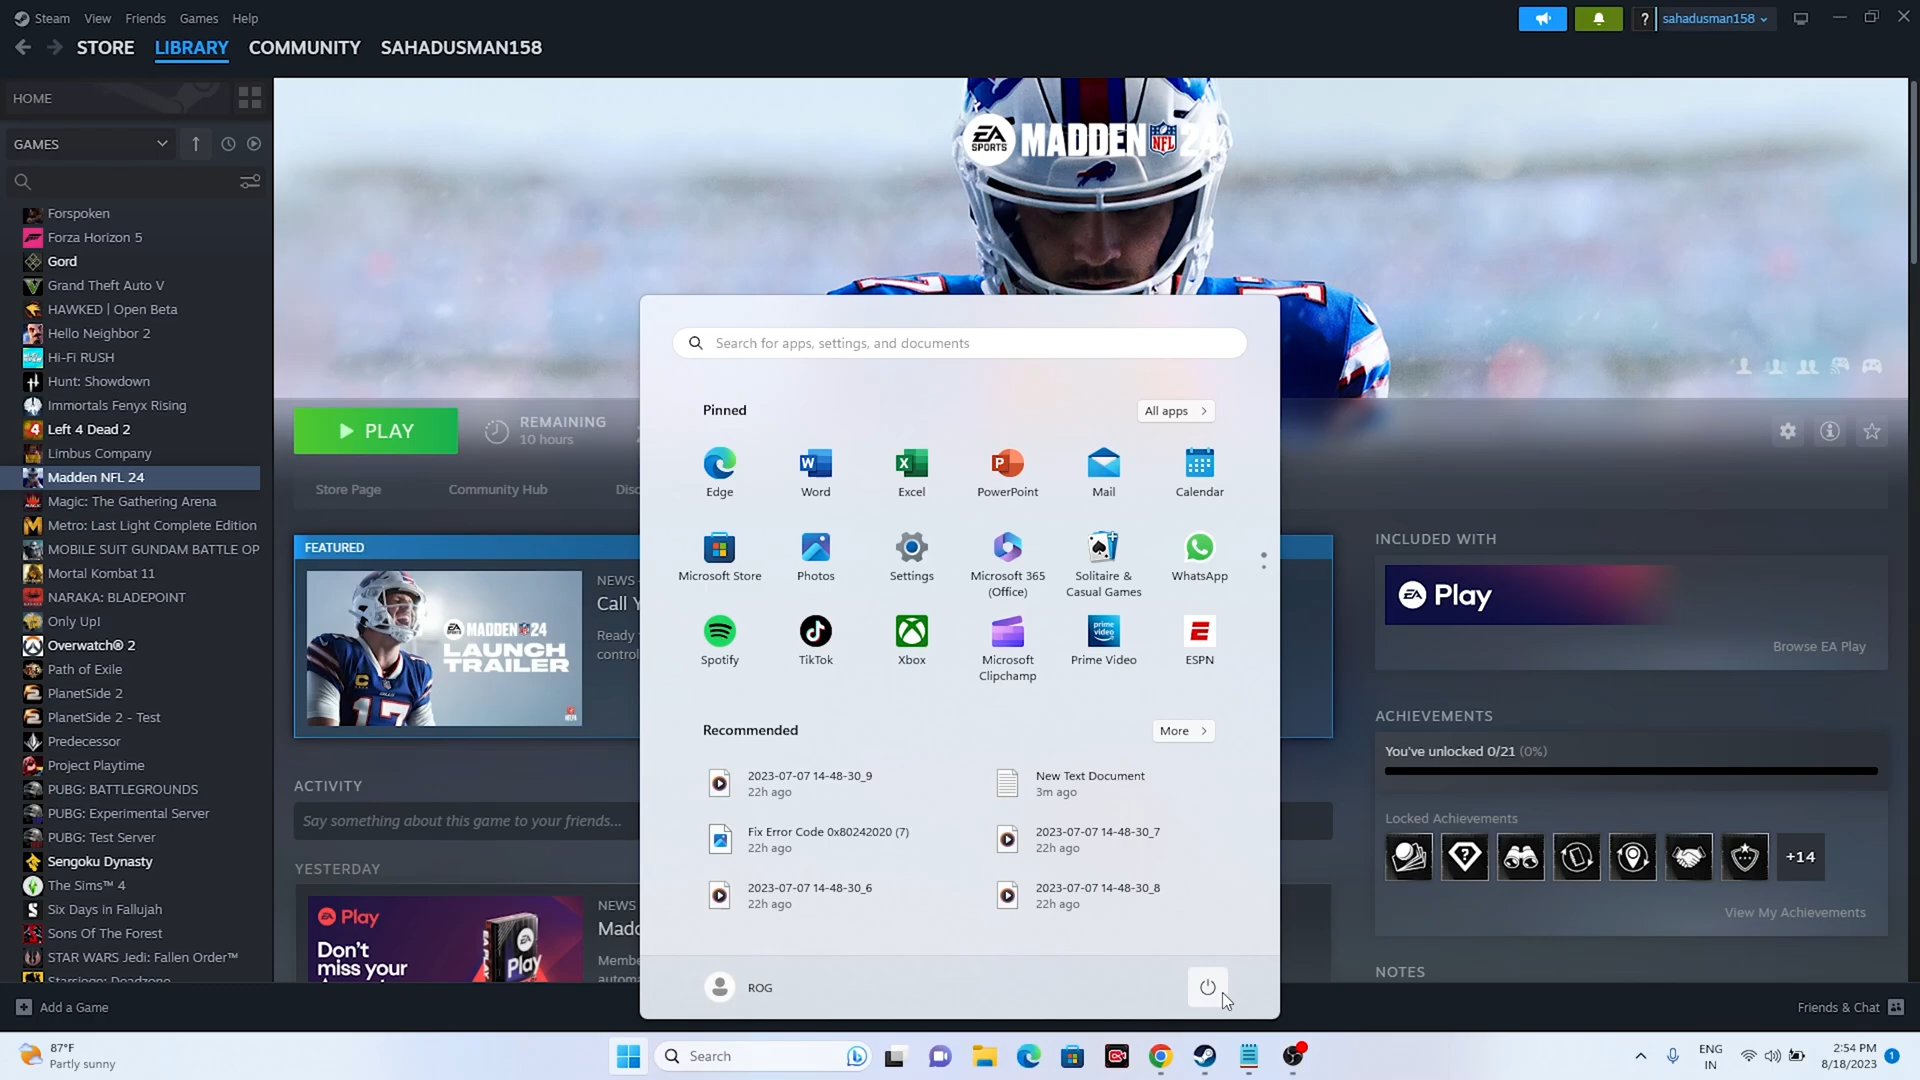 Steam View Friends Games Help
? sahadusman158
STORE LIBRARY COMMUNITY SAHADUSMAN158
HOME
GAMES
Forspoken
Forza Horizon 5
Gord
Grand Theft Auto V
HAWKED | Open Beta
Hello Neighbor 2
Hi-Fi RUSH
Hunt: Showdown
Immortals Fenyx Rising
Left 4 Dead 2
Limbus Company
Madden NFL 24
Magic: The Gathering Arena
Metro: Last Light Complete Edition
MOBILE SUIT GUNDAM BATTLE OP
Mortal Kombat 11
NARAKA: BLADEPOINT
Only Up!
Overwatch® 2
Path of Exile
PlanetSide 2
PlanetSide 2 - Test
Predecessor
Project Playtime
PUBG: BATTLEGROUNDS
PUBG: Experimental Server
PUBG: Test Server
Sengoku Dynasty
The Sims™ 4
Six Days in Fallujah
Sons Of The Forest
STAR WARS Jedi: Fallen Order™
Add a Game
EA SPORTS MADDEN NFL 24
PLAY
REMAINING
10 hours
Store Page Community Hub
FEATURED
EA SPORTS MADDEN NFL 24
LAUNCH
TRAILER
NEWS
Call
Ready
ACTIVITY
Say something about this game to your friends...
YESTERDAY
EA Play
Don't
miss your
EA Play
NEWS
Search for apps, settings, and documents
Pinned All apps
Edge Word Excel PowerPoint Mail Calendar
Microsoft Store Photos Settings Microsoft 365 (Office) Solitaire & Casual Games WhatsApp
Spotify TikTok Xbox Microsoft Clipchamp prime video Prime Video ESPN
Recommended More
2023-07-07 14-48-30_9
22h ago
New Text Document
3m ago
Fix Error Code 0x80242020 (7)
22h ago
2023-07-07 14-48-30_7
22h ago
2023-07-07 14-48-30_6
22h ago
2023-07-07 14-48-30_8
22h ago
ROG
INCLUDED WITH
EA Play
Browse EA Play
ACHIEVEMENTS
You've unlocked 0/21 (0%)
Locked Achievements
+14
View My Achievements
NOTES
Friends & Chat
87°F
Partly sunny
Search
ENG
IN
2:54 PM
8/18/2023
1